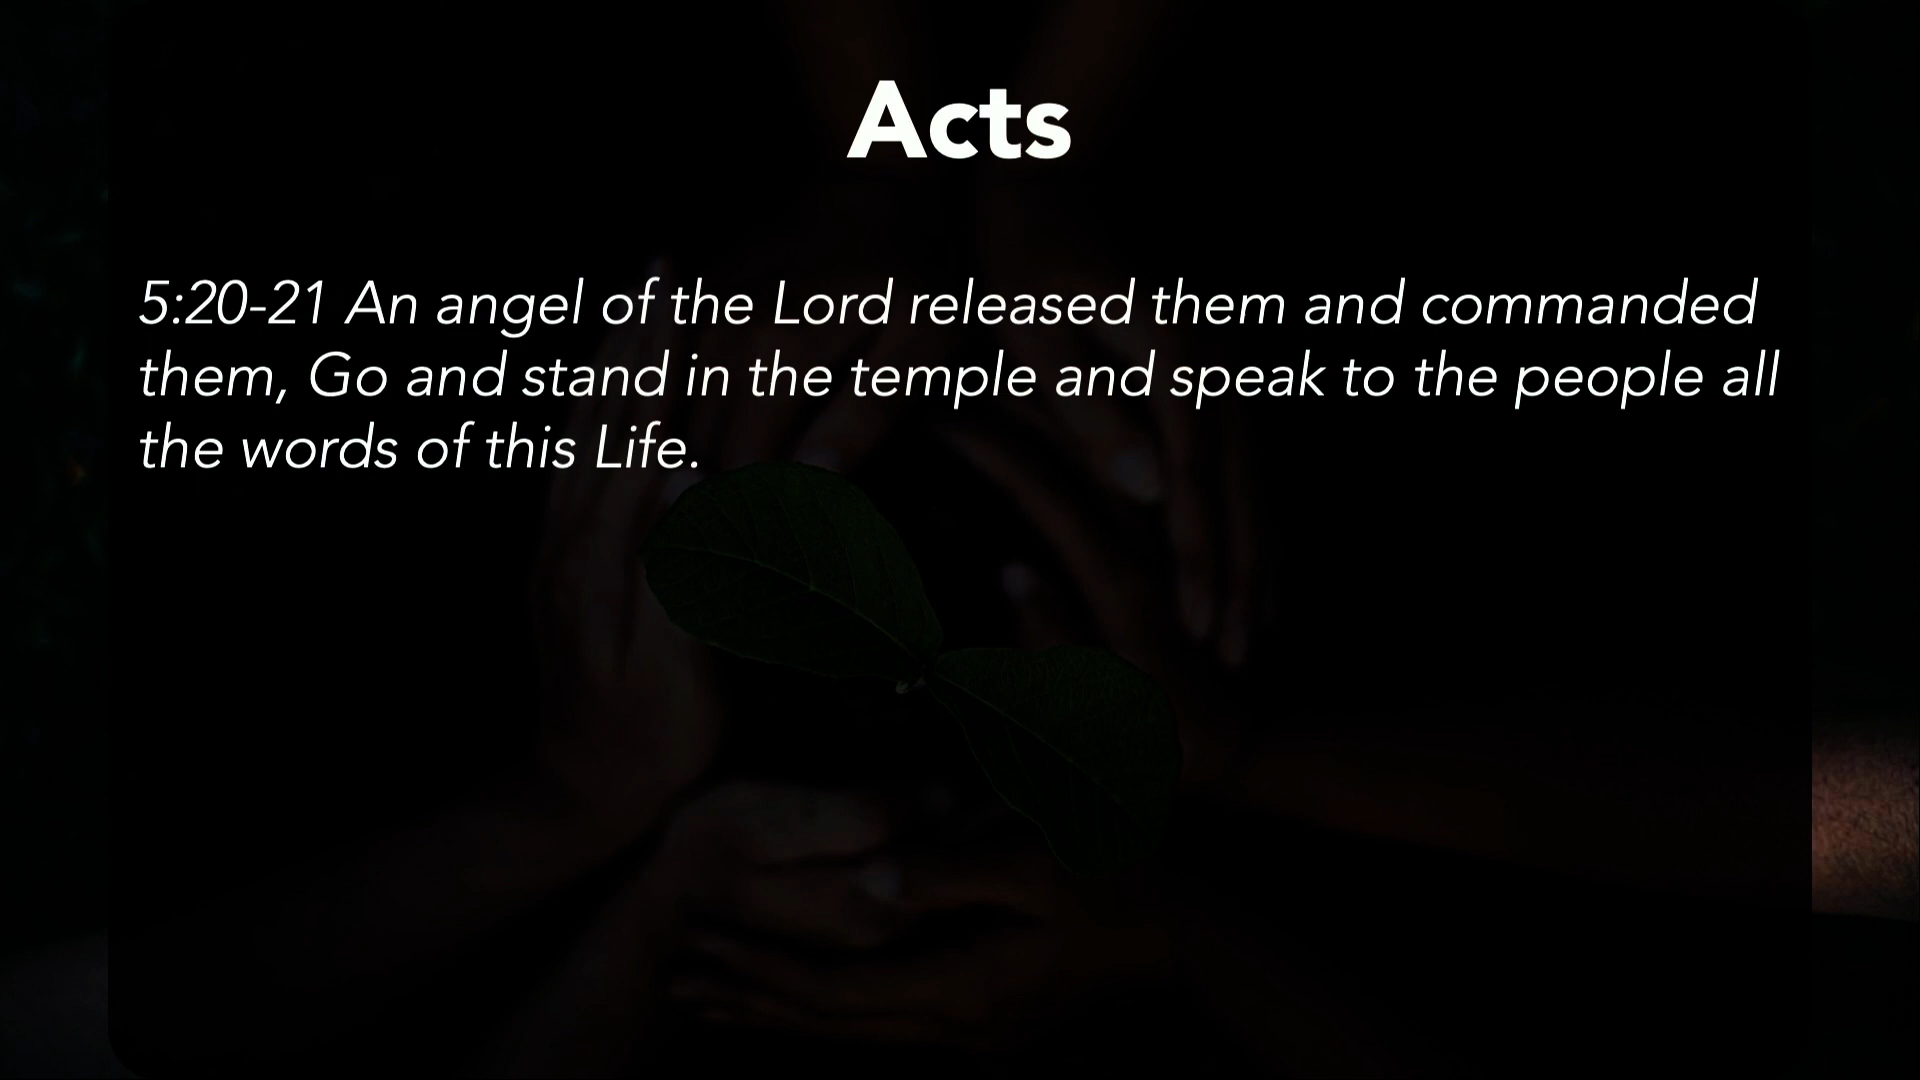 Acts
5:20-21 An angel of the Lord released them and commanded
them, Go and stand in the temple and speak to the people all
the words of this Life.